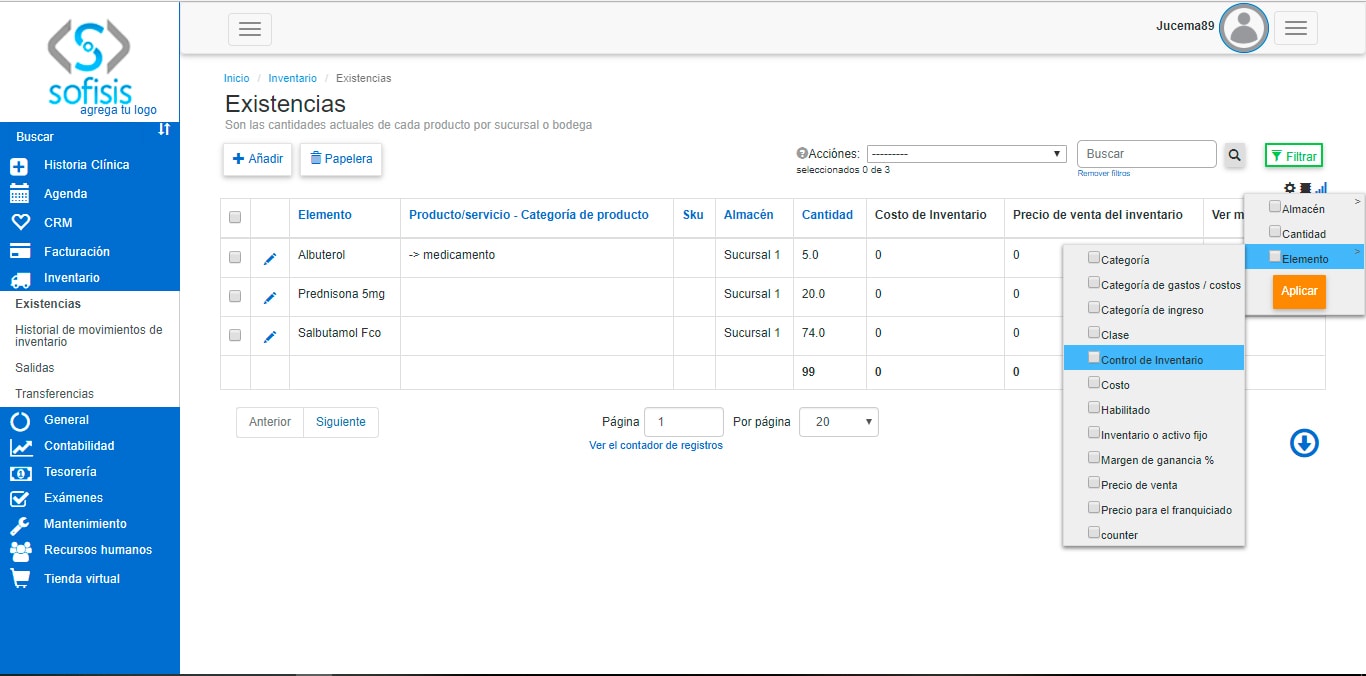 sofisis
agrega tu logo
Jucema89
Buscar
Historia Clínica
Agenda
CRM
Facturación
Inventario
Existencias
Historial de movimientos de
inventario
Salidas
Transferencias
General
Contabilidad
Tesorería
Exámenes
Mantenimiento
Recursos humanos
Tienda virtual
Inicio / Inventario / Existencias
Existencias
Son las cantidades actuales de cada producto por sucursal o bodega
+ Añadir Papelera
Acciónes: --------- Buscar Filtrar
seleccionados 0 de 3 Remover filtros
Elemento Producto/servicio - Categoría de producto Sku Almacén Cantidad Costo de Inventario Precio de venta del inventario Ver m
Albuterol -> medicamento Sucursal 1 5.0 0 0
Prednisona 5mg Sucursal 1 20.0 0
Salbutamol Fco Sucursal 1 74.0 0
99 0 0
Anterior Siguiente Página 1 Por página 20
Ver el contador de registros
Almacén >
Cantidad
Elemento >
Aplicar
Categoría
Categoría de gastos / costos
Categoría de ingreso
Clase
Control de Inventario
Costo
Habilitado
Inventario o activo fijo
Margen de ganancia %
Precio de venta
Precio para el franquiciado
counter